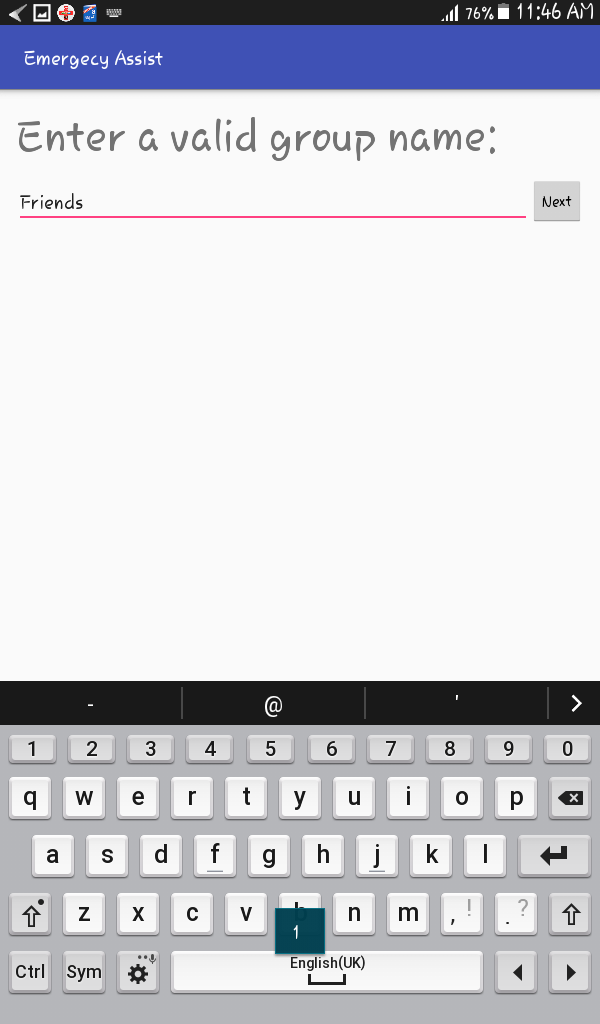 76% 11:46 AM
Emergecy Assist
Enter a valid group name:
Friends Next
- @ '
1 2 3 4 5 6 7 8 9 0
q w e r t y u i o p
a s d f g h j k l
z x c v b n m , ! . ?
1
Ctrl Sym English(UK)